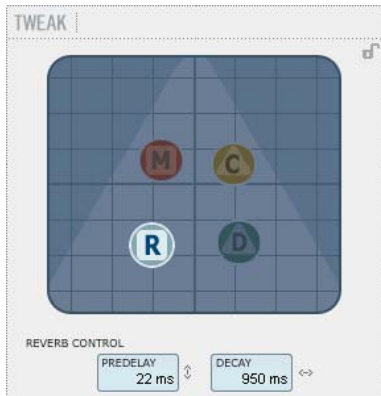 TWEAK
M
C
R
D
REVERB CONTROL
PREDELAY
22 ms
DECAY
950 ms